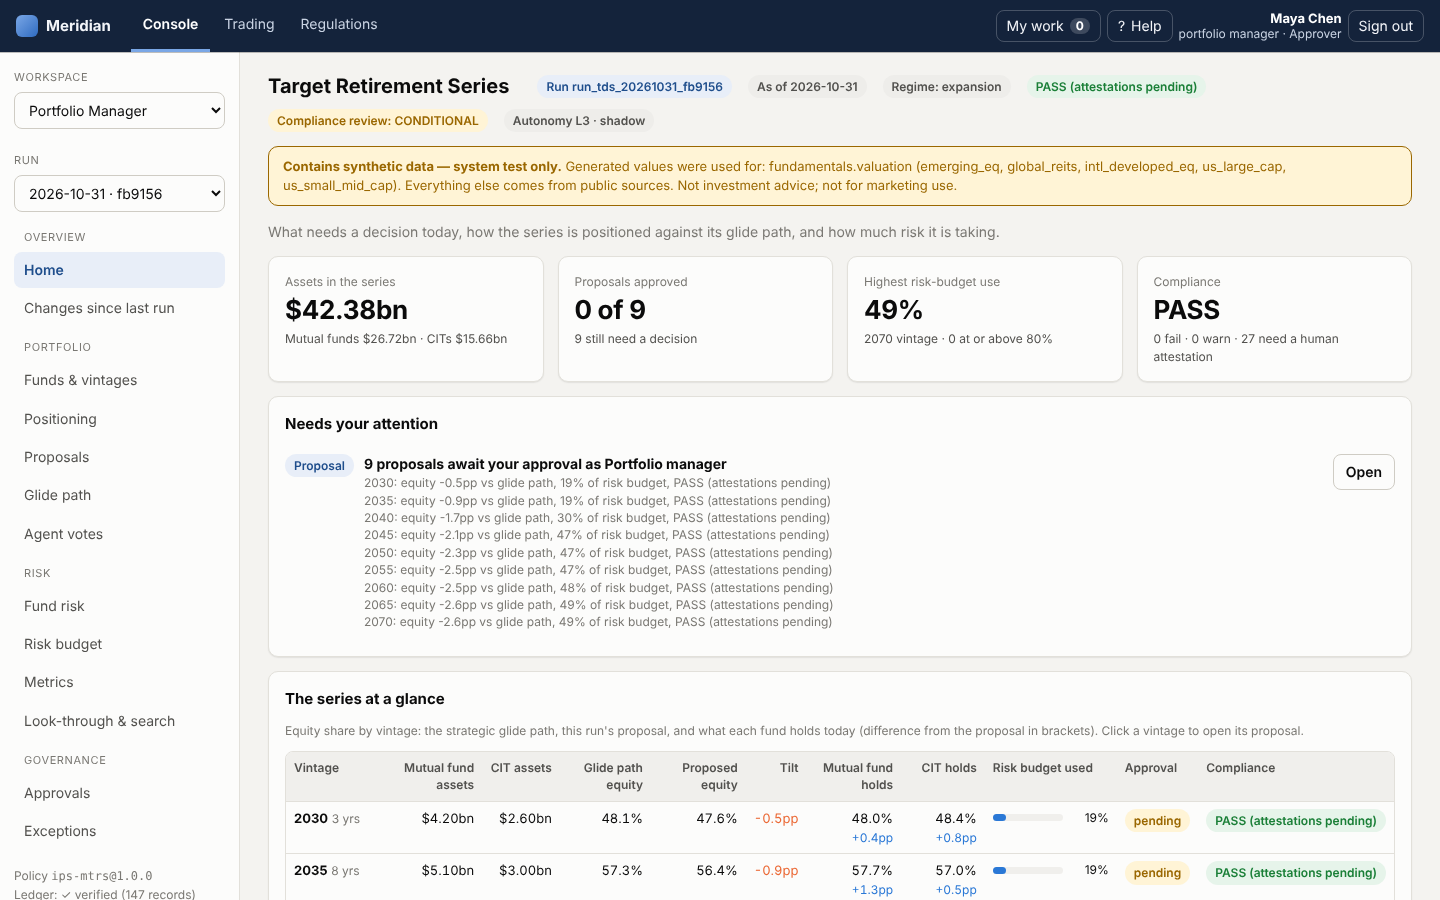 Meridian
Console
Trading
Regulations
My work 0
? Help
Maya Chen
portfolio manager · Approver
Sign out
WORKSPACE
Portfolio Manager
RUN
2026-10-31 · fb9156
OVERVIEW
Home
Changes since last run
PORTFOLIO
Funds & vintages
Positioning
Proposals
Glide path
Agent votes
RISK
Fund risk
Risk budget
Metrics
Look-through & search
GOVERNANCE
Approvals
Exceptions
Policy ips-mtrs@1.0.0
Ledger: ✓ verified (147 records)
Target Retirement Series
Run run_tds_20261031_fb9156
As of 2026-10-31
Regime: expansion
PASS (attestations pending)
Compliance review: CONDITIONAL
Autonomy L3 · shadow
Contains synthetic data — system test only. Generated values were used for: fundamentals.valuation (emerging_eq, global_reits, intl_developed_eq, us_large_cap,
us_small_mid_cap). Everything else comes from public sources. Not investment advice; not for marketing use.
What needs a decision today, how the series is positioned against its glide path, and how much risk it is taking.
Assets in the series
$42.38bn
Mutual funds $26.72bn · CITs $15.66bn
Proposals approved
0 of 9
9 still need a decision
Highest risk-budget use
49%
2070 vintage · 0 at or above 80%
Compliance
PASS
0 fail · 0 warn · 27 need a human
attestation
Needs your attention
Proposal
9 proposals await your approval as Portfolio manager
Open
2030: equity -0.5pp vs glide path, 19% of risk budget, PASS (attestations pending)
2035: equity -0.9pp vs glide path, 19% of risk budget, PASS (attestations pending)
2040: equity -1.7pp vs glide path, 30% of risk budget, PASS (attestations pending)
2045: equity -2.1pp vs glide path, 47% of risk budget, PASS (attestations pending)
2050: equity -2.3pp vs glide path, 47% of risk budget, PASS (attestations pending)
2055: equity -2.5pp vs glide path, 47% of risk budget, PASS (attestations pending)
2060: equity -2.5pp vs glide path, 48% of risk budget, PASS (attestations pending)
2065: equity -2.6pp vs glide path, 49% of risk budget, PASS (attestations pending)
2070: equity -2.6pp vs glide path, 49% of risk budget, PASS (attestations pending)
The series at a glance
Equity share by vintage: the strategic glide path, this run's proposal, and what each fund holds today (difference from the proposal in brackets). Click a vintage to open its proposal.
Vintage Mutual fund assets CIT assets Glide path equity Proposed equity Tilt Mutual fund holds CIT holds Risk budget used Approval Compliance
2030 3 yrs $4.20bn $2.60bn 48.1% 47.6% -0.5pp 48.0% 48.4% 19% pending PASS (attestations pending)
+0.4pp +0.8pp
2035 8 yrs $5.10bn $3.00bn 57.3% 56.4% -0.9pp 57.7% 57.0% 19% pending PASS (attestations pending)
+1.3pp +0.5pp